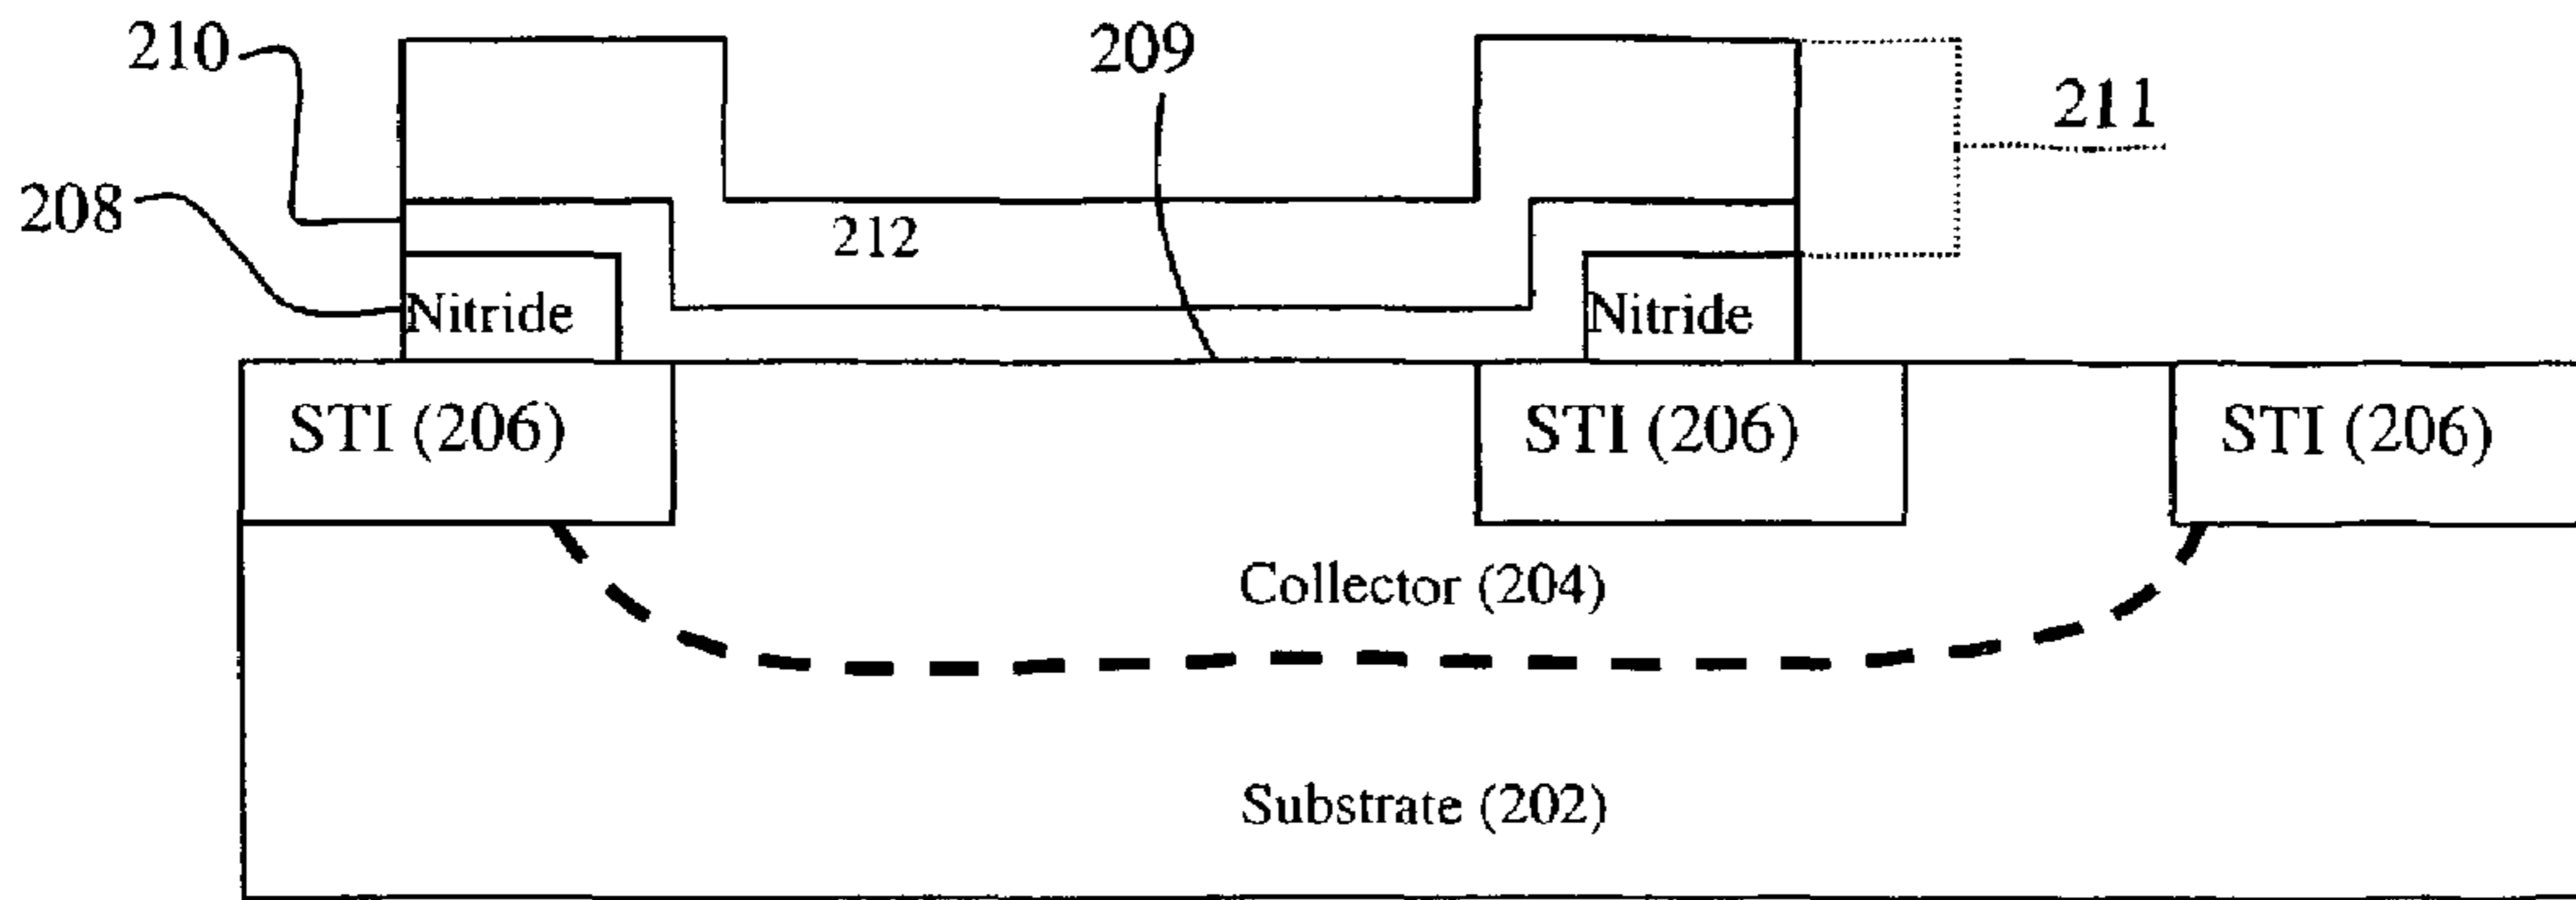 210
209
211
208
212
Nitride
Nitride
STI (206)
STI (206)
STI (206)
Collector (204)
Substrate (202)